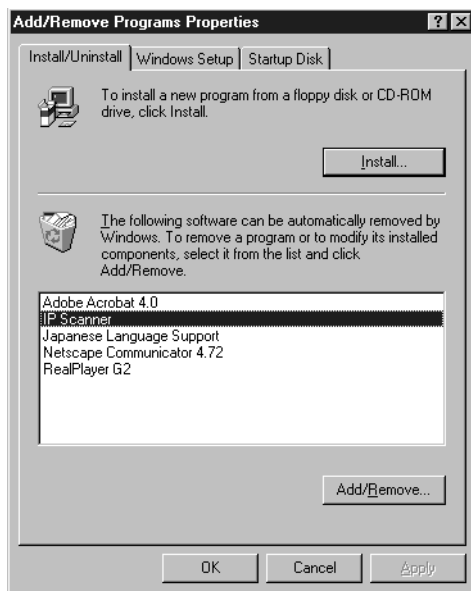 Add/Remove Programs Properties
? X
Install/Uninstall
Windows Setup
Startup Disk
To install a new program from a floppy disk or CD-ROM
drive, click Install.
Install...
The following software can be automatically removed by
Windows. To remove a program or to modify its installed
components, select it from the list and click
Add/Remove.
Adobe Acrobat 4.0
IP Scanner
Japanese Language Support
Netscape Communicator 4.72
RealPlayer G2
Add/Remove...
OK
Cancel
Apply